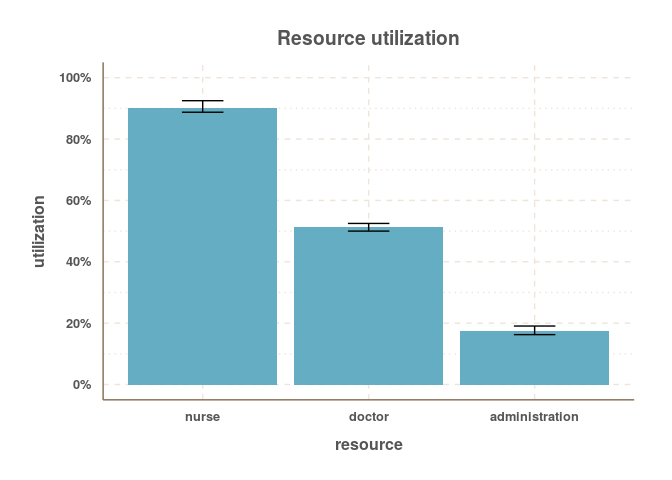 Resource utilization
100%
80%
60%
40%
20%
0%
utilization
nurse doctor administration
resource